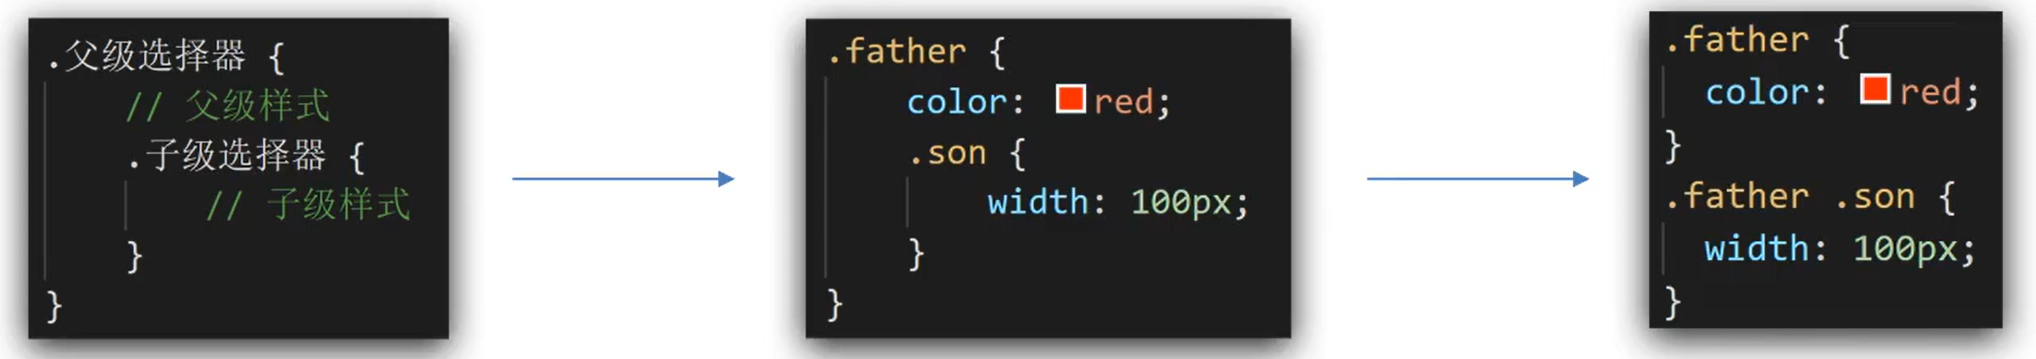 .父级选择器 {
// 父级样式
.子级选择器 {
// 子级样式
}
}
.father {
color: red;
.son {
width: 100px;
}
}
.father {
color: red;
}
.father .son {
width: 100px;
}